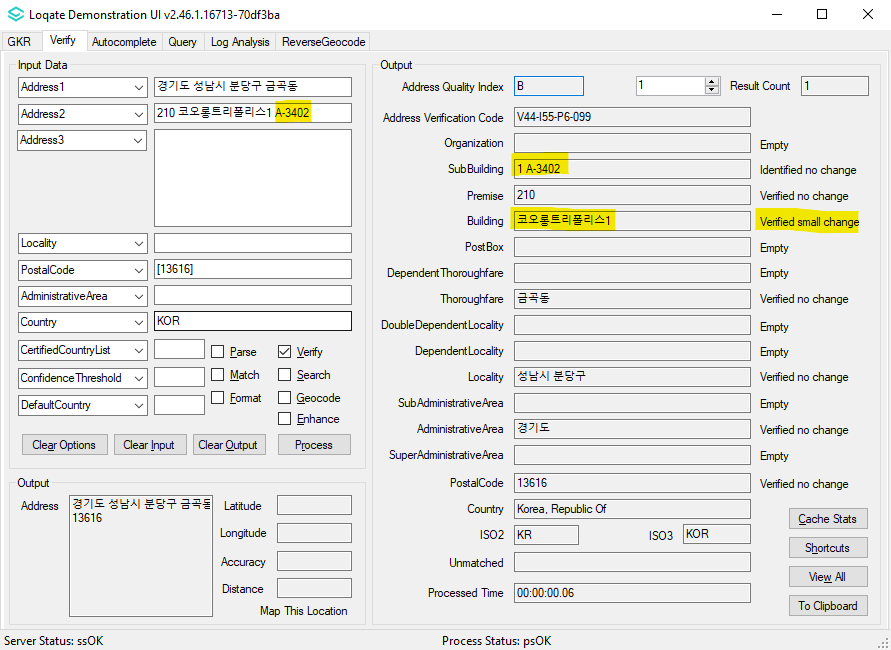 Loqate Demonstration UI v2.46.1.16713-70df3ba
GKR Verify Autocomplete Query Log Analysis ReverseGeocode
Input Data
Address1 경기도 성남시 분당구 금곡동
Address2 210 코오롱트리폴리스1 A-3402
Address3
Locality
PostalCode [13616]
AdministrativeArea
Country KOR
CertifiedCountryList Parse Verify
ConfidenceThreshold Match Search
DefaultCountry Format Geocode
Enhance
Clear Options Clear Input Clear Output Process
Output
Address 경기도 성남시 분당구 금곡동
13616
Latitude
Longitude
Accuracy
Distance
Map This Location
Output
Address Quality Index B 1 Result Count 1
Address Verification Code V44-I55-P6-099
Organization Empty
SubBuilding 1 A-3402 Identified no change
Premise 210 Verified no change
Building 코오롱트리폴리스1 Verified small change
PostBox Empty
DependentThoroughfare Empty
Thoroughfare 금곡동 Verified no change
DoubleDependentLocality Empty
DependentLocality Empty
Locality 성남시 분당구 Verified no change
SubAdministrativeArea Empty
AdministrativeArea 경기도 Verified no change
SuperAdministrativeArea Empty
PostalCode 13616 Verified no change
Country Korea, Republic Of
ISO2 KR ISO3 KOR
Unmatched
Processed Time 00:00:00.06
Cache Stats
Shortcuts
View All
To Clipboard
Server Status: ssOK Process Status: psOK